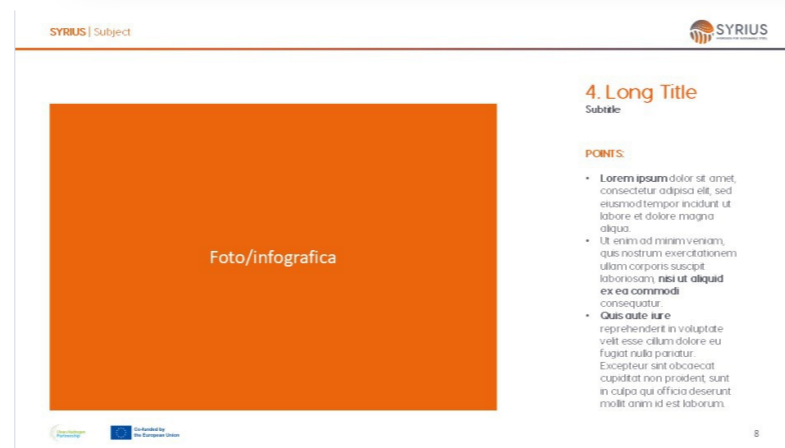 SYRIUS | Subject
SYRIUS
4. Long Title
Subtitle
Foto/infografica
POINTS:
• Lorem ipsum dolor sit amet,
consectetur adipisci elit, sed
eiusmod tempor incidunt ut
labore et dolore magna
aliqua.
• Ut enim ad minim veniam,
quis nostrum exercitationem
ullam corporis suscipit
laboriosam, nisi ut aliquid
ex ea commodi
consequatur.
• Quis aute iure
reprehenderit in voluptate
velit esse cillum dolore eu
fugiat nulla pariatur.
Excepteur sint obcaecat
cupiditat non proident, sunt
in culpa qui officia deserunt
mollit anim id est laborum.
Clean Hydrogen
Partnership
Co-funded by
the European Union
8